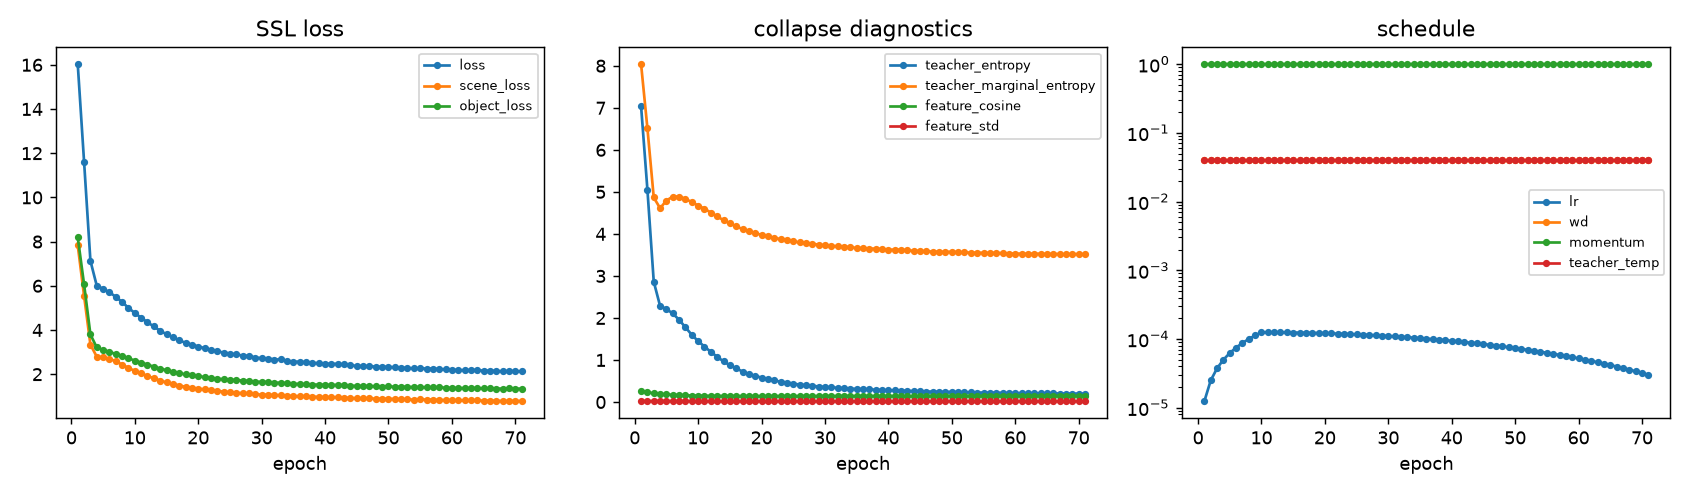 SSL loss
loss
scene_loss
object_loss
16
14
12
10
8
6
4
2
0 10 20 30 40 50 60 70
epoch
collapse diagnostics
teacher_entropy
teacher_marginal_entropy
feature_cosine
feature_std
8
7
6
5
4
3
2
1
0
0 10 20 30 40 50 60 70
epoch
schedule
10⁰
10⁻¹
10⁻²
10⁻³
10⁻⁴
10⁻⁵
lr
wd
momentum
teacher_temp
0 10 20 30 40 50 60 70
epoch